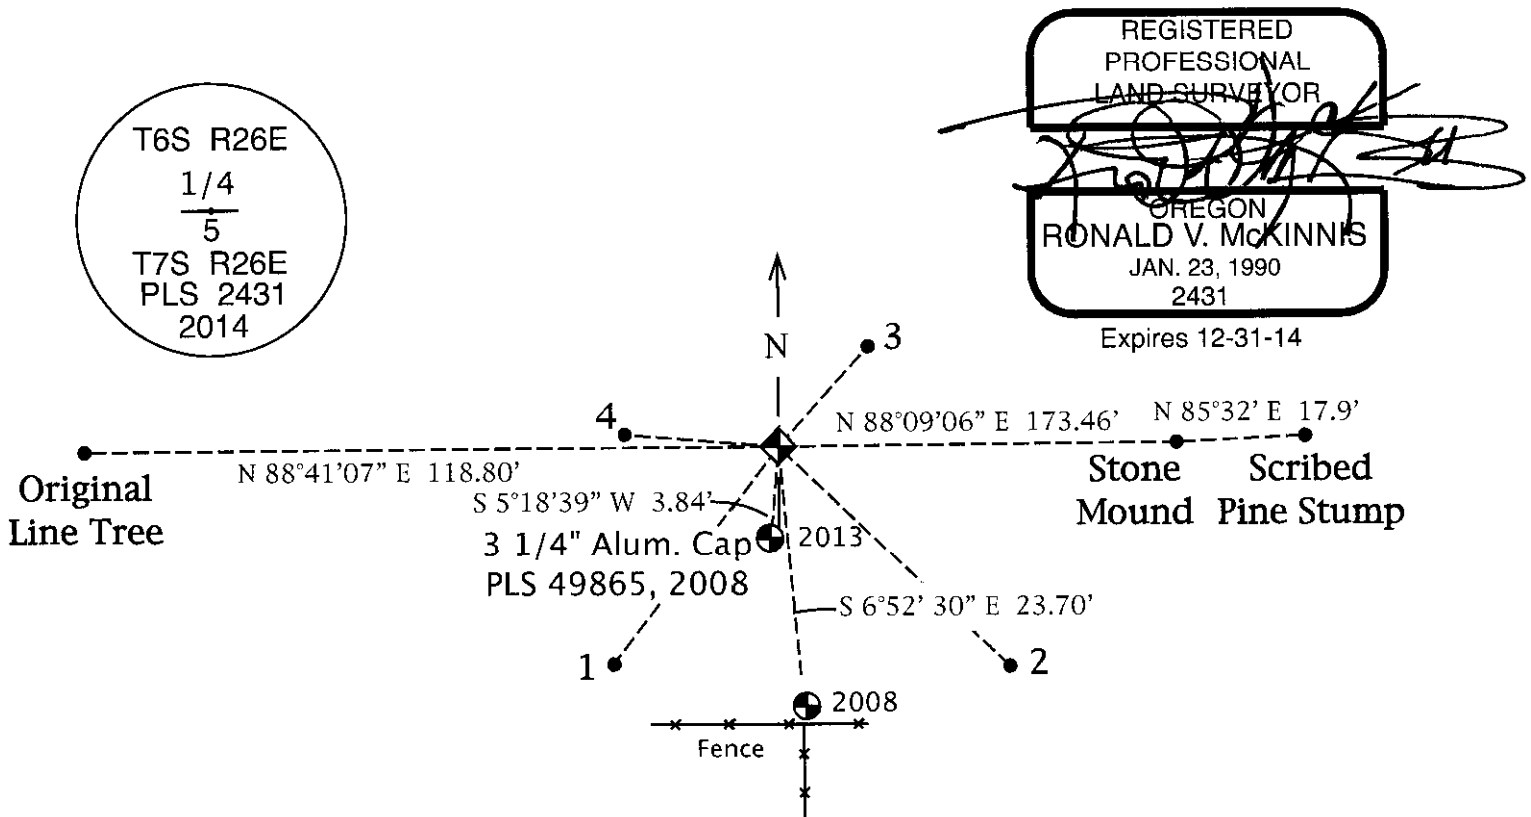 REGISTERED
PROFESSIONAL
LAND SURVEYOR
OREGON
RONALD V. McKINNIS
JAN. 23, 1990
2431
Expires 12-31-14
T6S R26E
1/4
5
T7S R26E
PLS 2431
2014
N
3
4
N 88°09'06" E 173.46'
N 85°32' E 17.9'
Original
Line Tree
N 88°41'07" E 118.80'
Stone
Mound
Scribed
Pine Stump
S 5°18'39" W 3.84'
3 1/4" Alum. Cap
PLS 49865, 2008
2013
S 6°52' 30" E 23.70'
1
2
2008
Fence